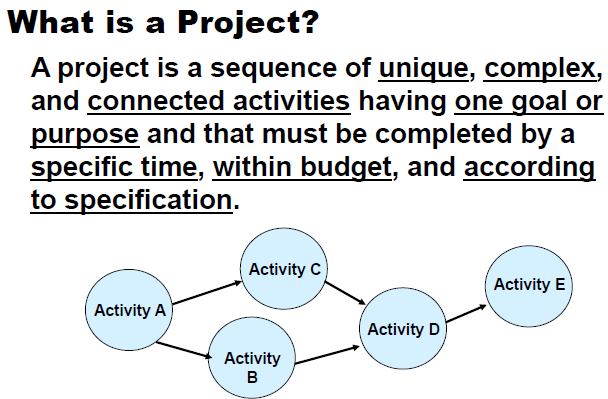 What is a Project?
A project is a sequence of unique, complex,
and connected activities having one goal or
purpose and that must be completed by a
specific time, within budget, and according
to specification.
Activity C
Activity E
Activity A
Activity D
Activity
B